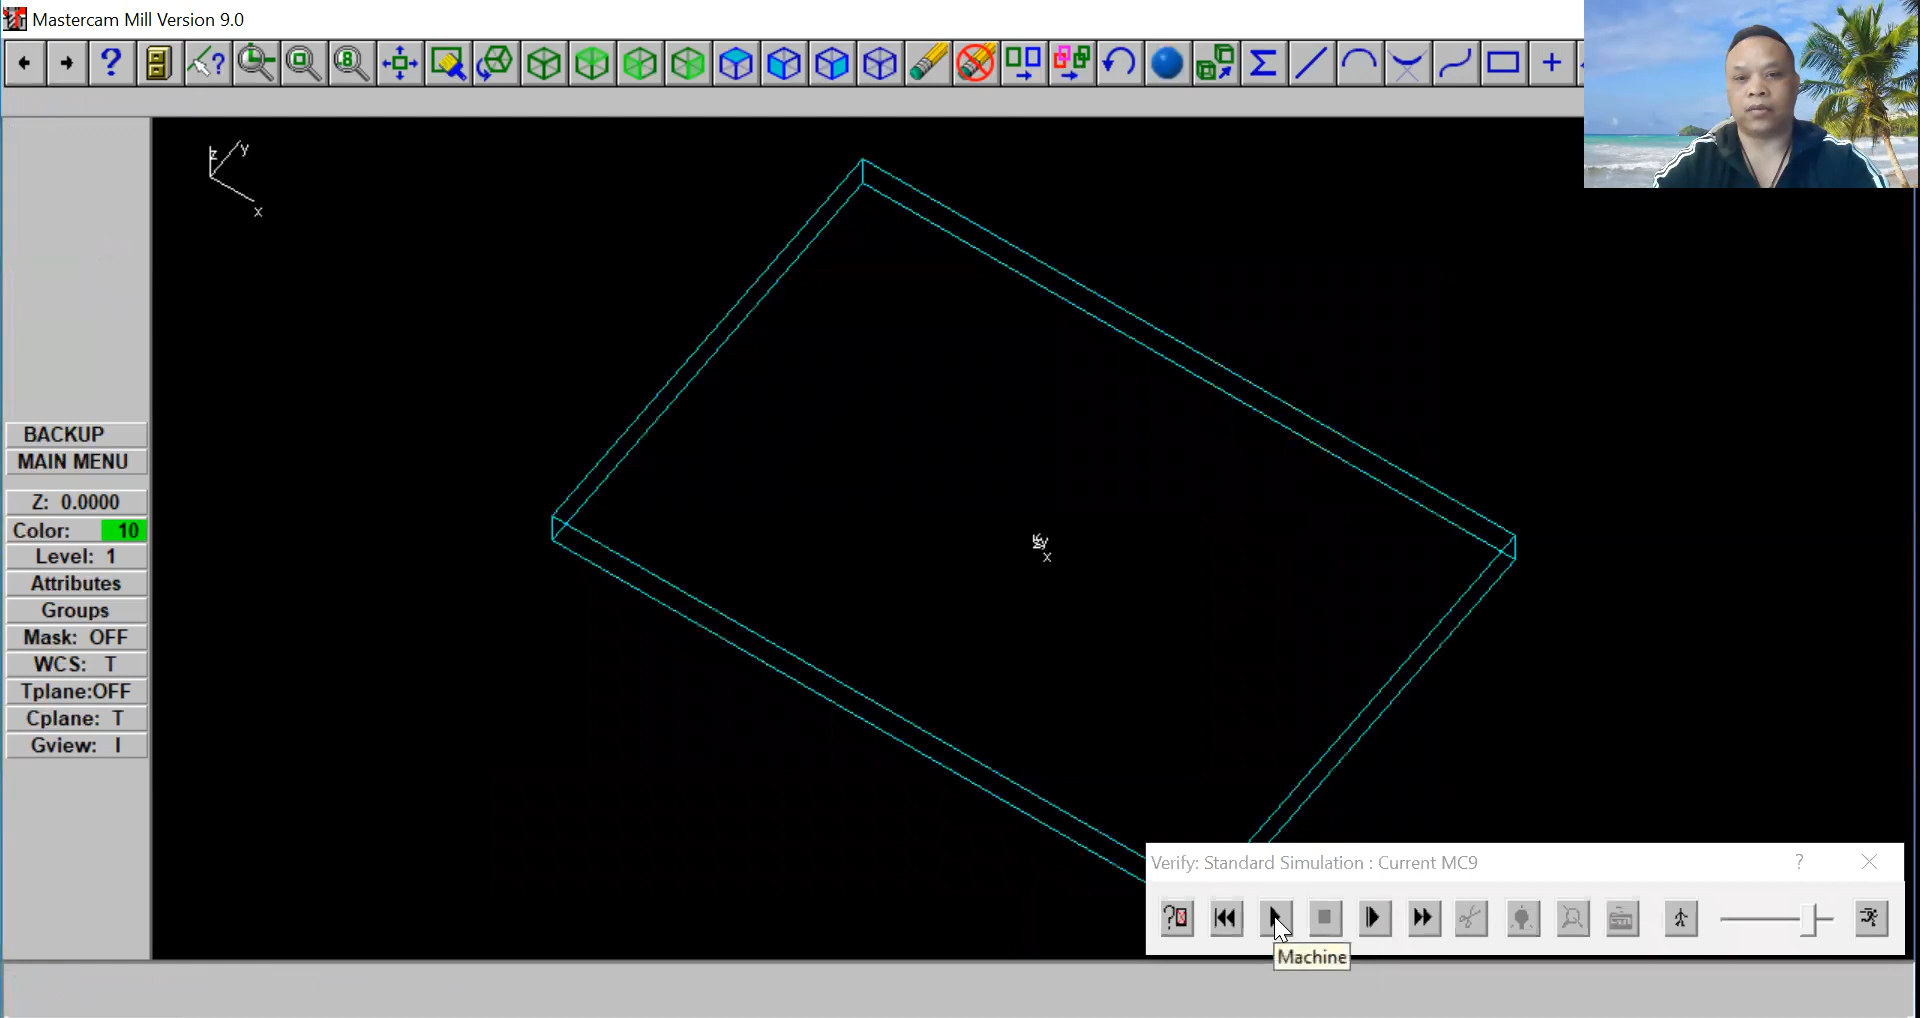 Mastercam Mill Version 9.0
z y
x
BACKUP
MAIN MENU
Z: 0.0000
Color: 10
Level: 1
Attributes
Groups
Mask: OFF
WCS: T
Tplane:OFF
Cplane: T
Gview: I
x
Verify: Standard Simulation : Current MC9
Machine